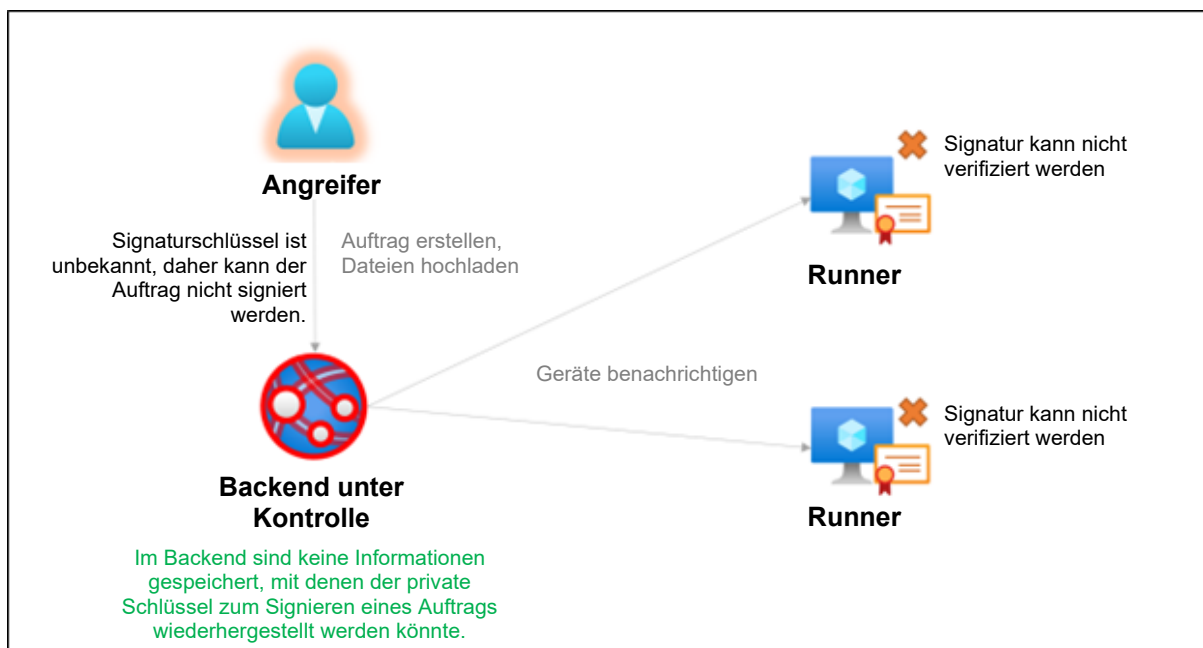 Angreifer
Signaturschlüssel ist
unbekannt, daher kann der
Auftrag nicht signiert
werden.
Auftrag erstellen,
Dateien hochladen
Signatur kann nicht
verifiziert werden
Runner
Geräte benachrichtigen
Signatur kann nicht
verifiziert werden
Runner
Backend unter
Kontrolle
Im Backend sind keine Informationen
gespeichert, mit denen der private
Schlüssel zum Signieren eines Auftrags
wiederhergestellt werden könnte.